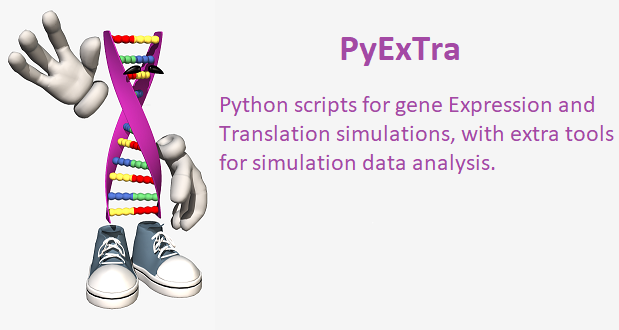 PyExTra
Python scripts for gene Expression and
Translation simulations, with extra tools
for simulation data analysis.